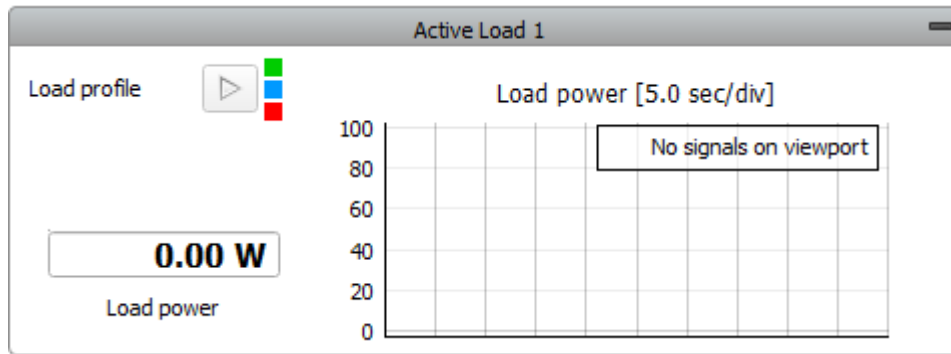 Active Load 1
Load profile
Load power [5.0 sec/div]
No signals on viewport
100
80
60
40
20
0
0.00 W
Load power